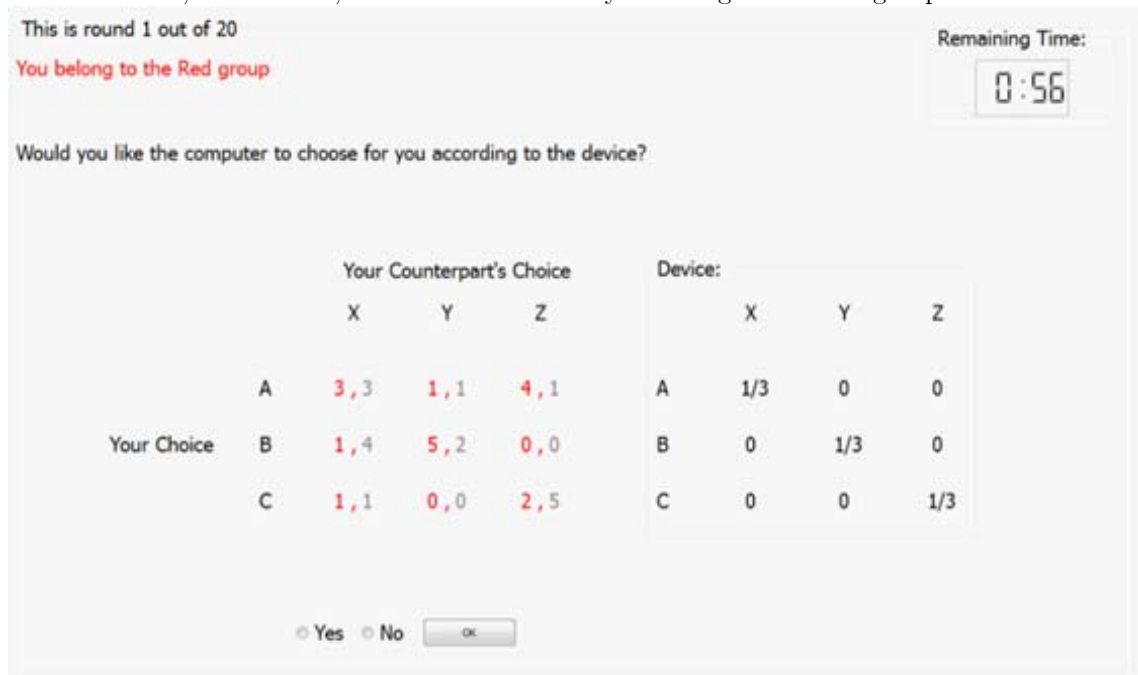 This is round 1 out of 20
Remaining Time:
You belong to the Red group
0:56
Would you like the computer to choose for you according to the device?
Your Counterpart's Choice Device:
X Y Z X Y Z
A 3,3 1,1 4,1 A 1/3 0 0
Your Choice B 1,4 5,2 0,0 B 0 1/3 0
C 1,1 0,0 2,5 C 0 0 1/3
Yes No OK